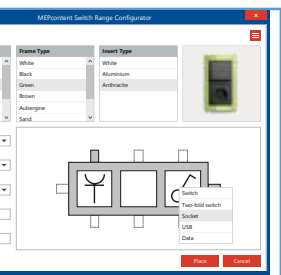 MEPcontent Switch Range Configurator
Frame Type
Insert Type
White
White
Black
Aluminium
Green
Anthracite
Brown
Aubergine
Sand
Switch
Two-fold switch
Socket
USB
Data
Place
Cancel